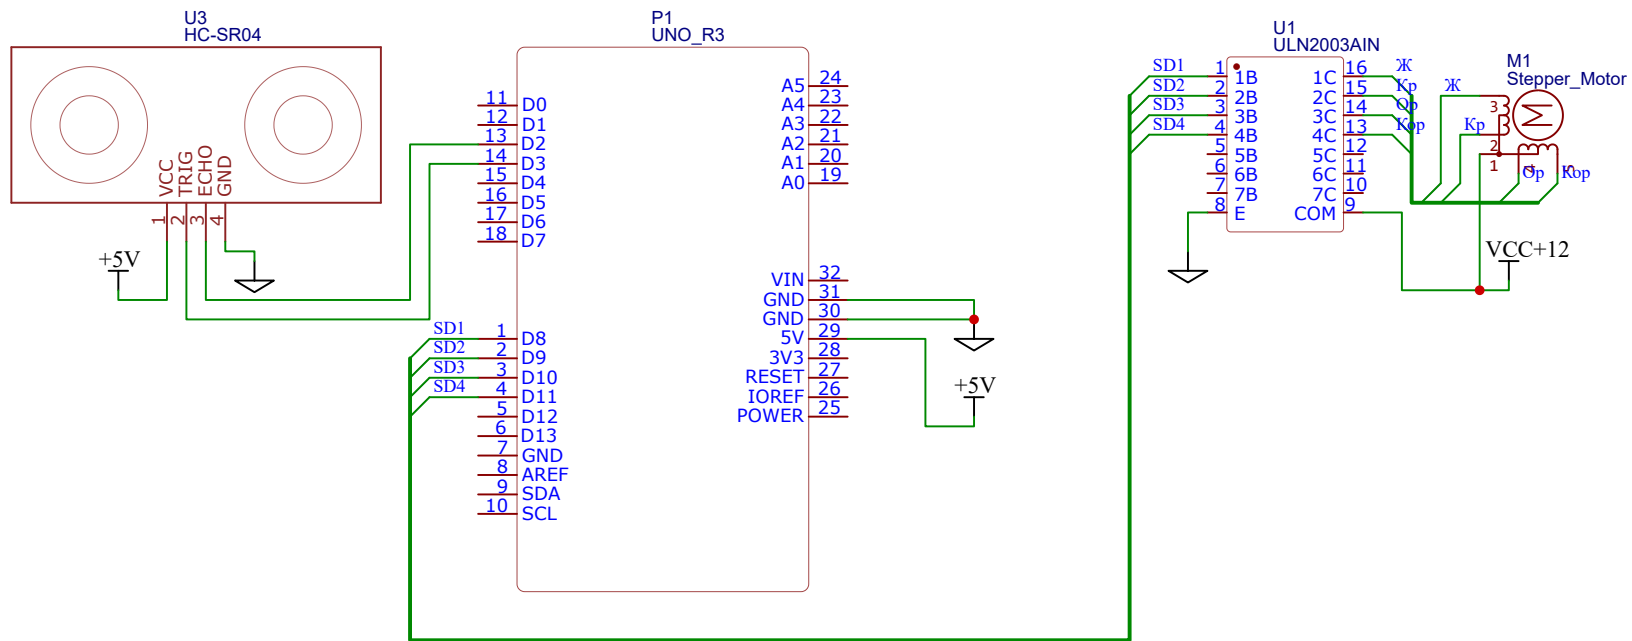 U3
HC-SR04
VCC
TRIG
ECHO
GND
1
2
3
4
+5V
P1
UNO_R3
11 D0
12 D1
13 D2
14 D3
15 D4
16 D5
17 D6
18 D7
SD1 1 D8
SD2 2 D9
SD3 3 D10
SD4 4 D11
5 D12
6 D13
7 GND
8 AREF
9 SDA
10 SCL
A5 24
A4 23
A3 22
A2 21
A1 20
A0 19
VIN 32
GND 31
GND 30
5V 29
3V3 28
RESET 27
IOREF 26
POWER 25
+5V
U1
ULN2003AIN
SD1 1 1B
SD2 2 2B
SD3 3 3B
SD4 4 4B
5 5B
6 6B
7 7B
8 E
1C 16 Ж
2C 15 Кр
3C 14 Ор
4C 13 Кор
5C 12
6C 11
7C 10
COM 9
M1
Stepper_Motor
Ж 3
Кр 2
1
Ор
Кор
VCC+12